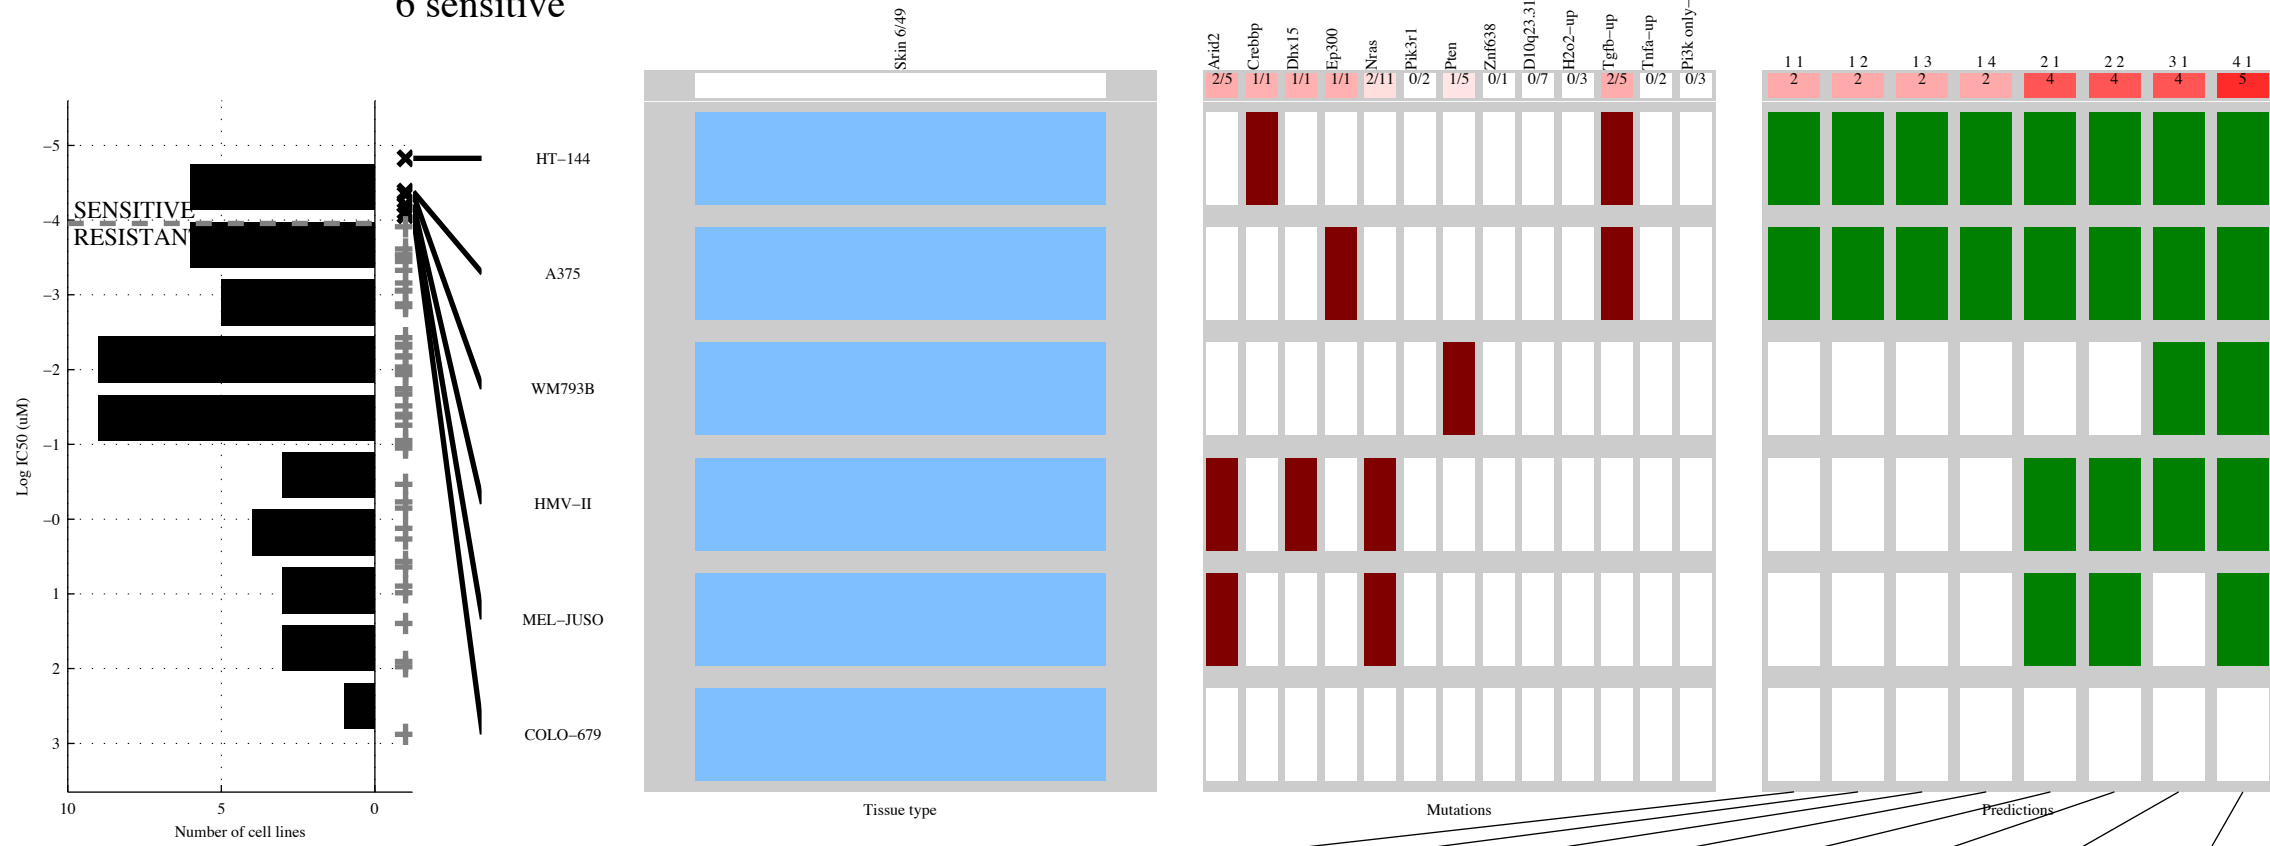 6 sensitive
Skin 6/49
Arid2
Crebbp
Dhx15
Ep300
Nras
Pik3r1
Pten
Znf638
D10q23.31
H2o2–up
Tgfb–up
Tnfa–up
Pi3k only–
1 1
1 2
1 3
1 4
2 1
2 2
3 1
4 1
2/5
1/1
1/1
1/1
2/11
0/2
1/5
0/1
0/7
0/3
2/5
0/2
0/3
2
2
2
2
4
4
4
5
–5
–4
–3
–2
–1
–0
1
2
3
Log IC50 (uM)
SENSITIVE
RESISTANT
10
5
0
Number of cell lines
HT–144
A375
WM793B
HMV–II
MEL–JUSO
COLO–679
Tissue type
Mutations
Predictions